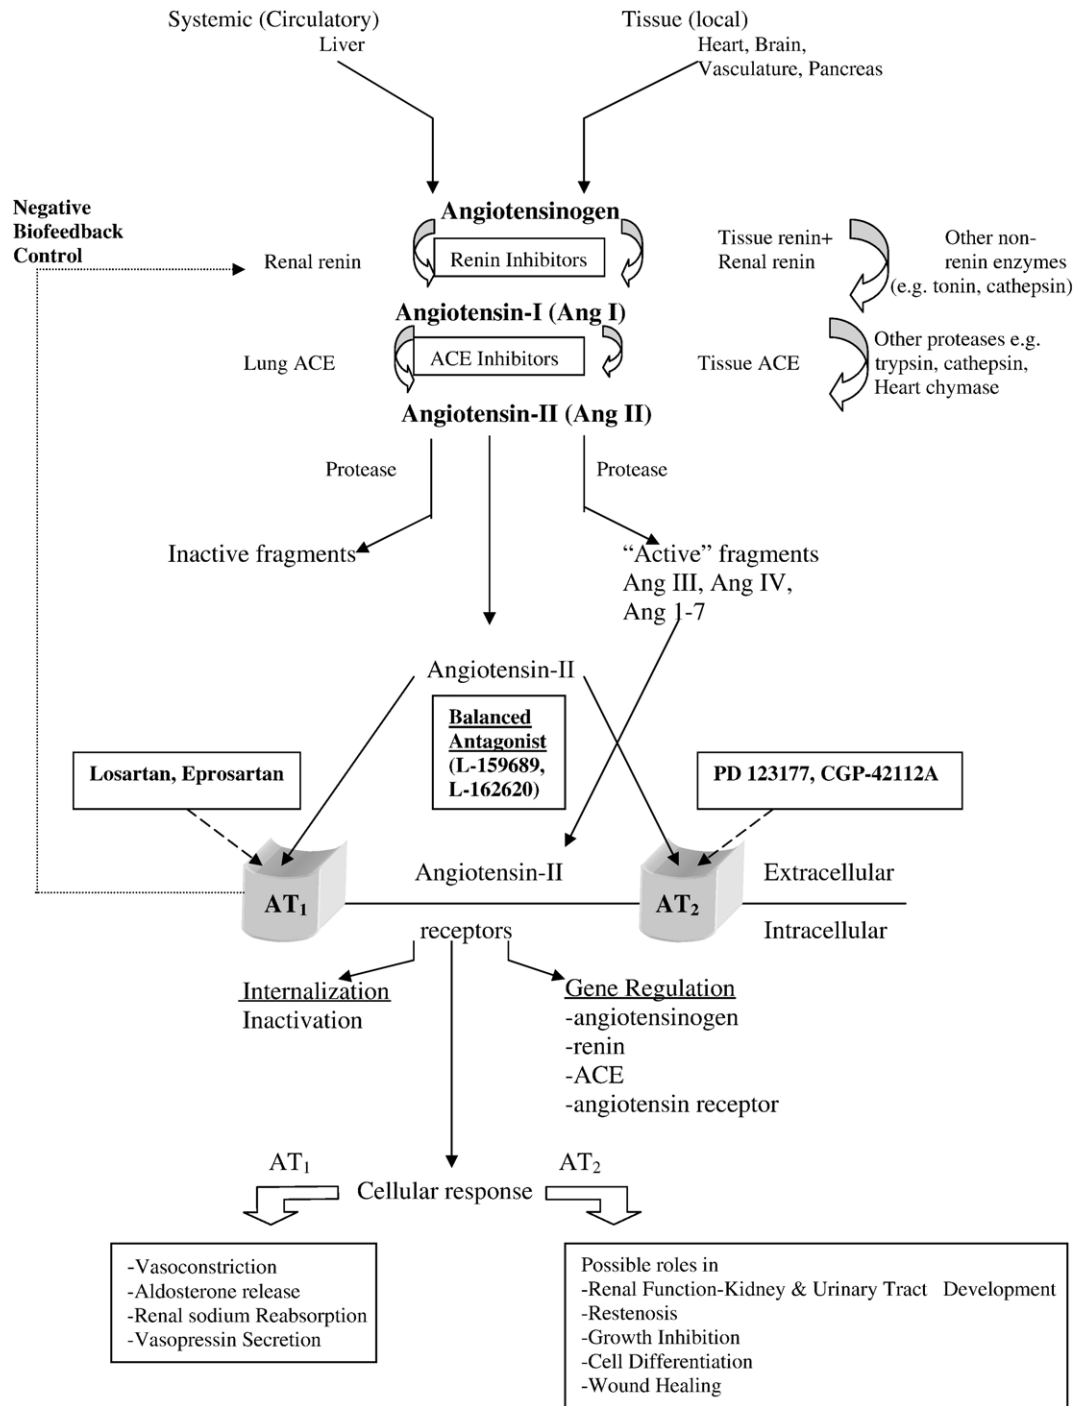 Systemic (Circulatory)
Liver
Tissue (local)
Heart, Brain,
Vasculature, Pancreas
Negative
Biofeedback
Control
Angiotensinogen
Renal renin
Renin Inhibitors
Tissue renin+
Renal renin
Other non-
renin enzymes
(e.g. tonin, cathepsin)
Angiotensin-I (Ang I)
Lung ACE
ACE Inhibitors
Tissue ACE
Other proteases e.g.
trypsin, cathepsin,
Heart chymase
Angiotensin-II (Ang II)
Protease
Protease
Inactive fragments
“Active” fragments
Ang III, Ang IV,
Ang 1-7
Angiotensin-II
Balanced
Antagonist
(L-159689,
L-162620)
Losartan, Eprosartan
PD 123177, CGP-42112A
AT₁
Angiotensin-II
AT₂
Extracellular
Intracellular
receptors
Internalization
Inactivation
Gene Regulation
-angiotensinogen
-renin
-ACE
-angiotensin receptor
AT₁
AT₂
Cellular response
-Vasoconstriction
-Aldosterone release
-Renal sodium Reabsorption
-Vasopressin Secretion
Possible roles in
-Renal Function-Kidney & Urinary Tract Development
-Restenosis
-Growth Inhibition
-Cell Differentiation
-Wound Healing